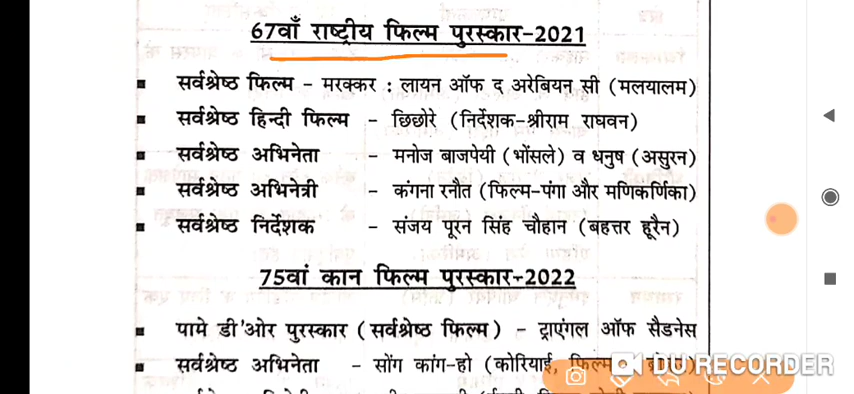 67वाँ राष्ट्रीय फिल्म पुरस्कार-2021
▪ सर्वश्रेष्ठ फिल्म – मरक्कर : लायन ऑफ द अरेबियन सी (मलयालम)
▪ सर्वश्रेष्ठ हिन्दी फिल्म – छिछोरे (निर्देशक-श्रीराम राघवन)
▪ सर्वश्रेष्ठ अभिनेता – मनोज बाजपेयी (भोंसले) व धनुष (असुरन)
▪ सर्वश्रेष्ठ अभिनेत्री – कंगना रनौत (फिल्म-पंगा और मणिकर्णिका)
▪ सर्वश्रेष्ठ निर्देशक – संजय पूरन सिंह चौहान (बहत्तर हूरैन)
75वां कान फिल्म पुरस्कार-2022
▪ पामे डी'ओर पुरस्कार (सर्वश्रेष्ठ फिल्म) – ट्राएंगल ऑफ सैडनेस
▪ सर्वश्रेष्ठ अभिनेता – सोंग कांग-हो (कोरियाई, फिल्म
DU RECORDER